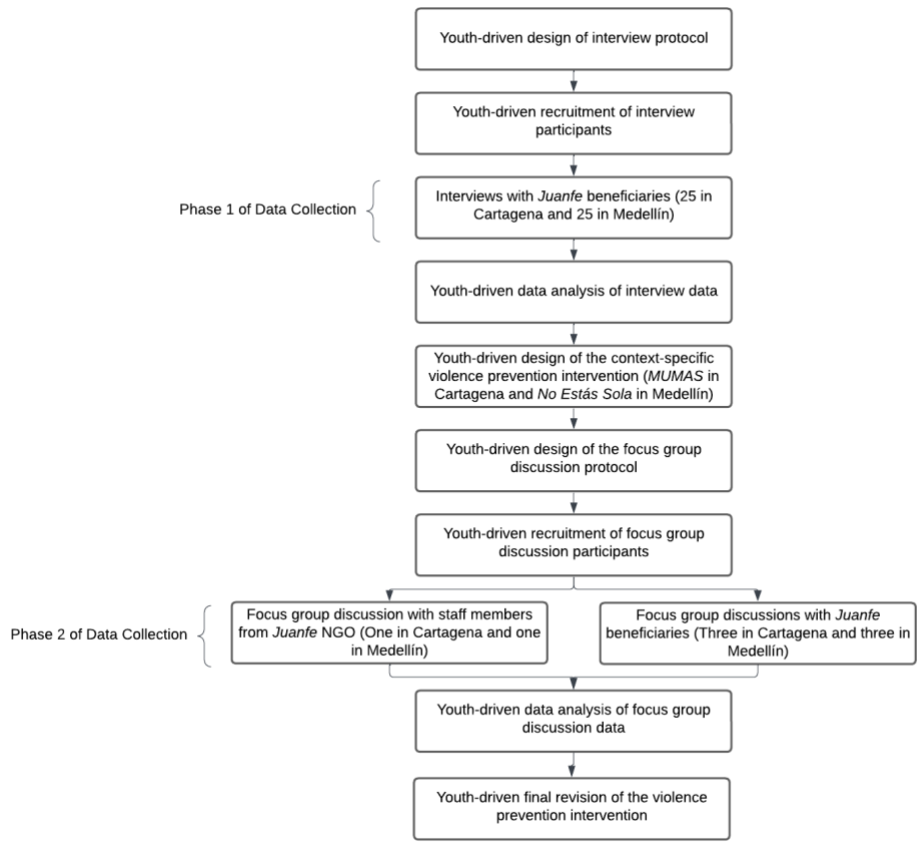 Youth-driven design of interview protocol
Youth-driven recruitment of interview
participants
Phase 1 of Data Collection
Interviews with Juanfe beneficiaries (25 in
Cartagena and 25 in Medellín)
Youth-driven data analysis of interview data
Youth-driven design of the context-specific
violence prevention intervention (MUMAS in
Cartagena and No Estás Sola in Medellín)
Youth-driven design of the focus group
discussion protocol
Youth-driven recruitment of focus group
discussion participants
Phase 2 of Data Collection
Focus group discussion with staff members
from Juanfe NGO (One in Cartagena and one
in Medellín)
Focus group discussions with Juanfe
beneficiaries (Three in Cartagena and three in
Medellín)
Youth-driven data analysis of focus group
discussion data
Youth-driven final revision of the violence
prevention intervention